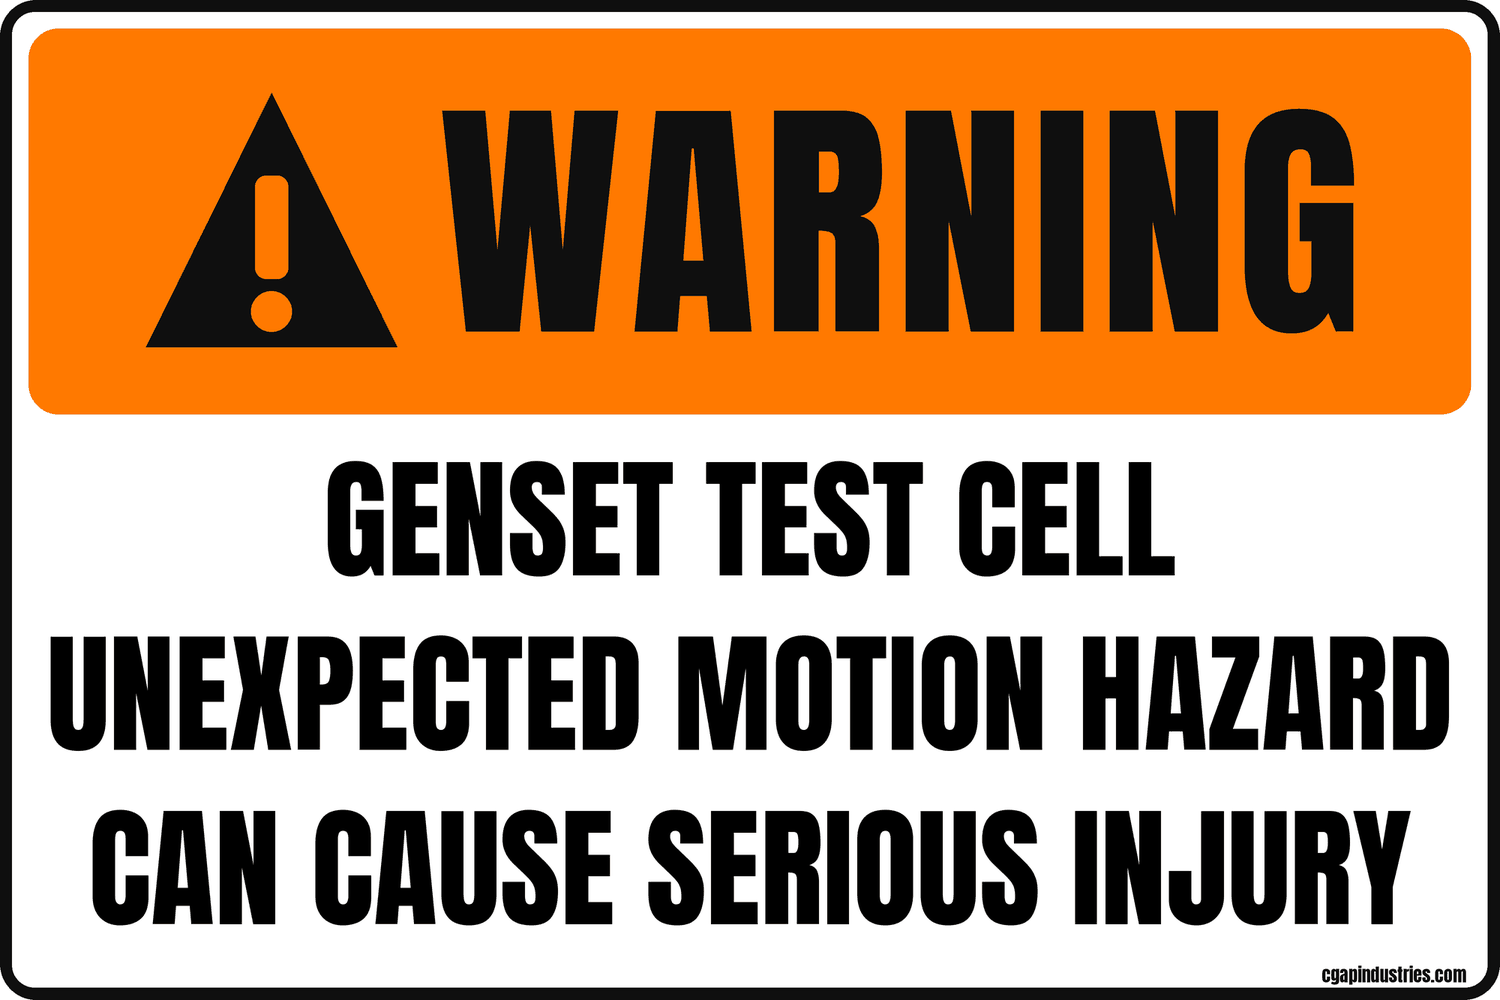 WARNING
GENSET TEST CELL
UNEXPECTED MOTION HAZARD
CAN CAUSE SERIOUS INJURY
cgapindustries.com